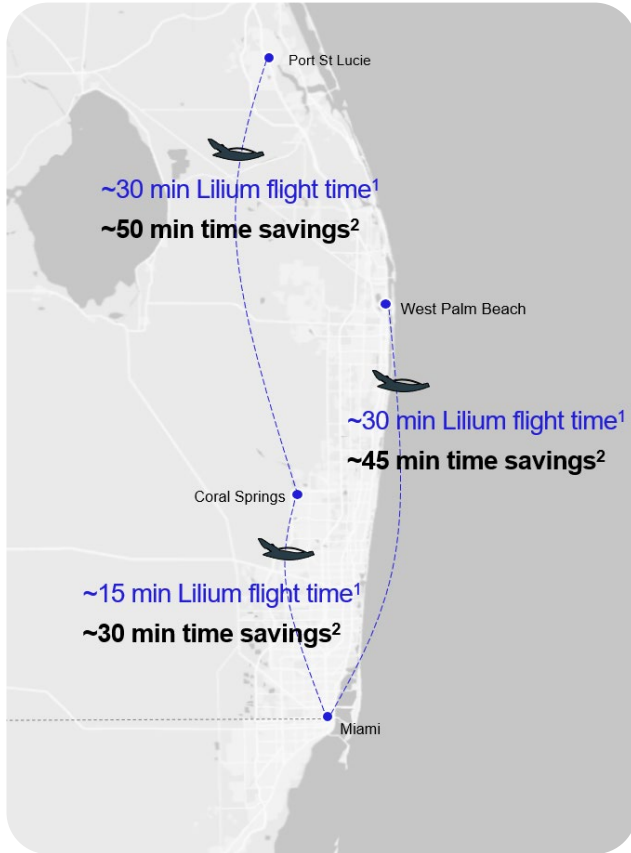 Port St Lucie
~30 min Lilium flight time¹
~50 min time savings²
West Palm Beach
~30 min Lilium flight time¹
~45 min time savings²
Coral Springs
~15 min Lilium flight time¹
~30 min time savings²
Miami